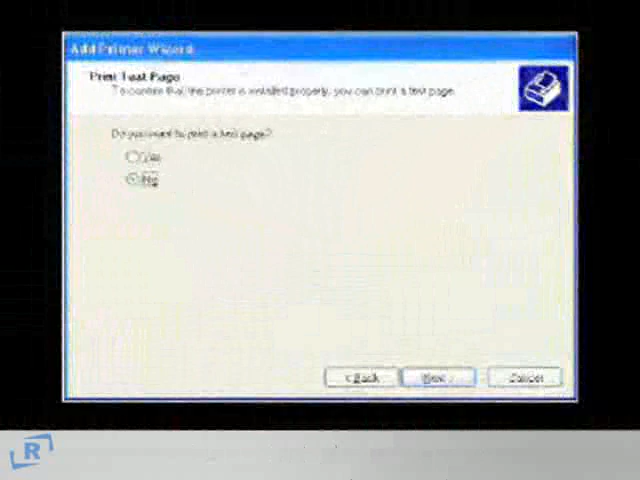 Add Printer Wizard
Print Test Page
To confirm that the printer is installed properly, you can print a test page.
Do you want to print a test page?
Yes
No
< Back
Next >
Cancel
R